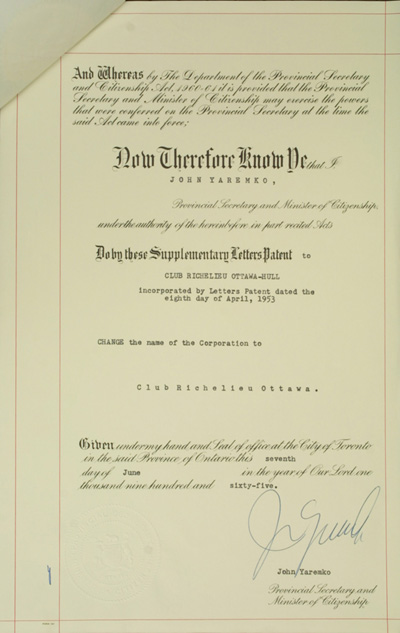 And Whereas by The Department of the Provincial Secretary
and Citizenship Act, 1960-61 it is provided that the Provincial
Secretary and Minister of Citizenship may exercise the powers
that were conferred on the Provincial Secretary at the time the
said Act came into force;
Now Therefore Know Ye that I
JOHN YAREMKO,
Provincial Secretary and Minister of Citizenship,
under the authority of the hereinbefore in part recited Acts
Do by these Supplementary Letters Patent to
CLUB RICHELIEU OTTAWA-HULL
Incorporated by Letters Patent dated the
eighth day of April, 1953
CHANGE the name of the Corporation to
Club Richelieu Ottawa.
Given under my hand and Seal of office at the City of Toronto
in the said Province of Ontario this seventh
day of June in the year of Our Lord one
thousand nine hundred and sixty-five.
John Yaremko
Provincial Secretary and
Minister of Citizenship